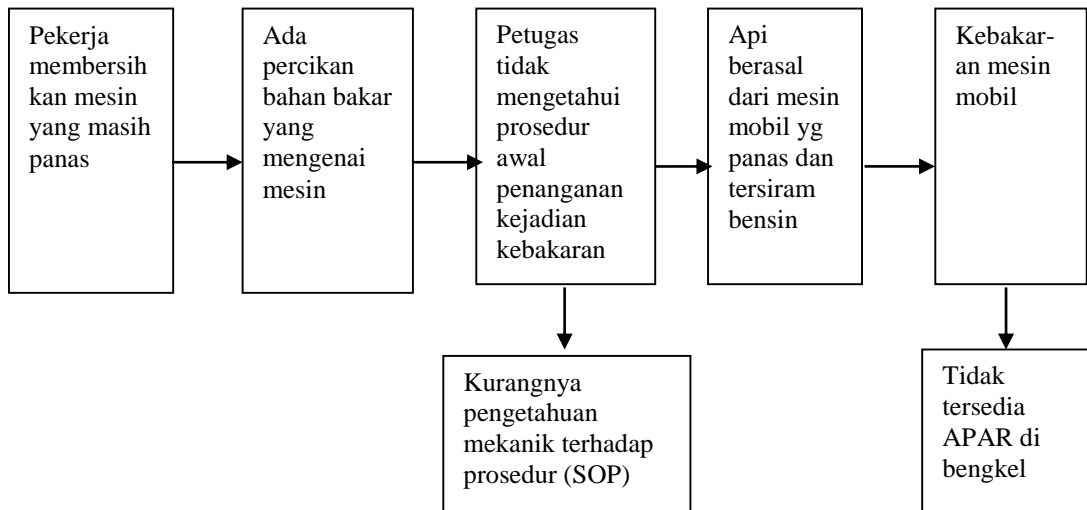 Pekerja
membersih
kan mesin
yang masih
panas
Ada
percikan
bahan bakar
yang
mengenai
mesin
Petugas
tidak
mengetahui
prosedur
awal
penanganan
kejadian
kebakaran
Api
berasal
dari mesin
mobil yg
panas dan
tersiram
bensin
Kebakar-
an mesin
mobil
Kurangnya
pengetahuan
mekanik terhadap
prosedur (SOP)
Tidak
tersedia
APAR di
bengkel